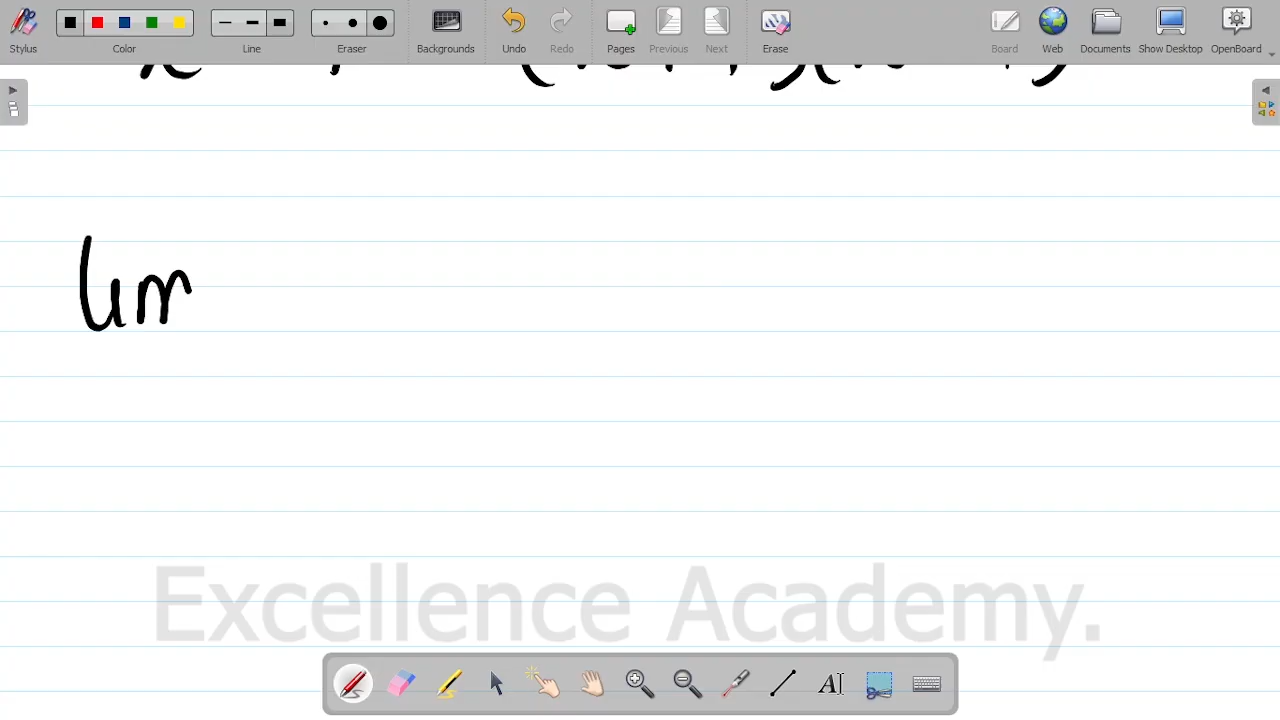 Stylus Color Line Eraser Backgrounds Undo Redo Pages Previous Next Erase Board Web Documents Show Desktop OpenBoard
lim
Excellence Academy.